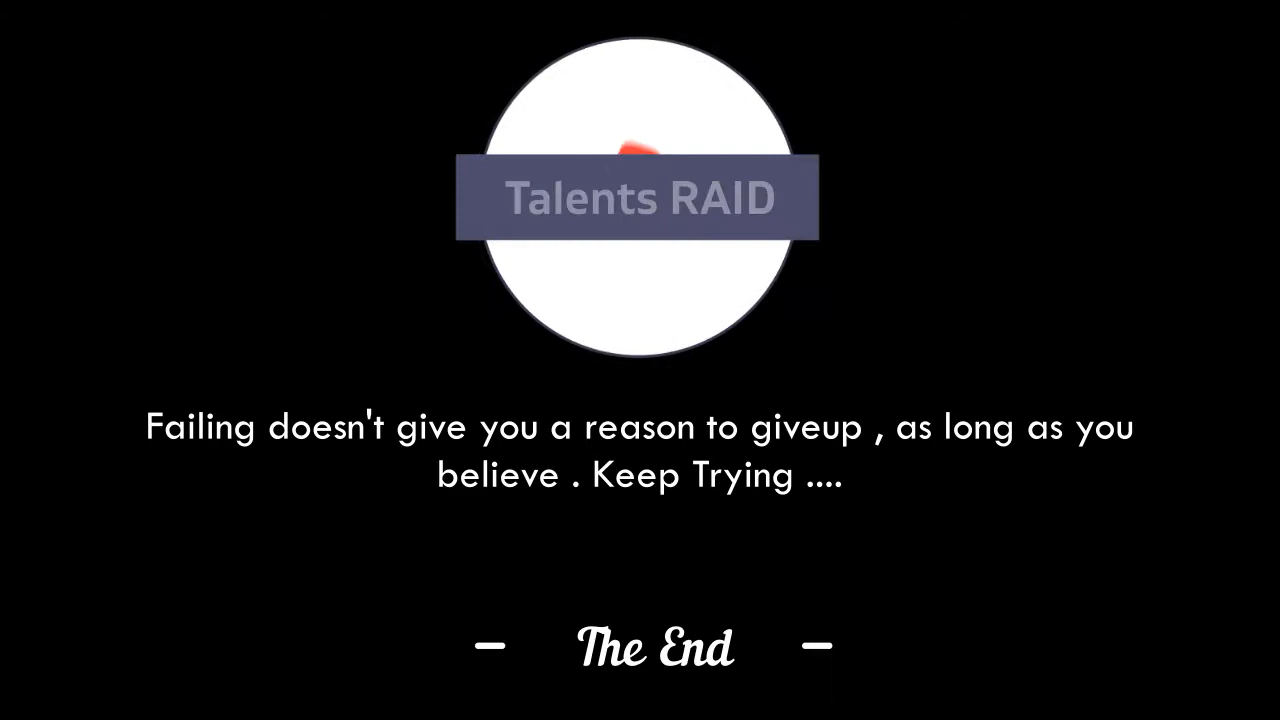 Talents RAID
Failing doesn't give you a reason to giveup , as long as you
believe . Keep Trying ....
– The End –